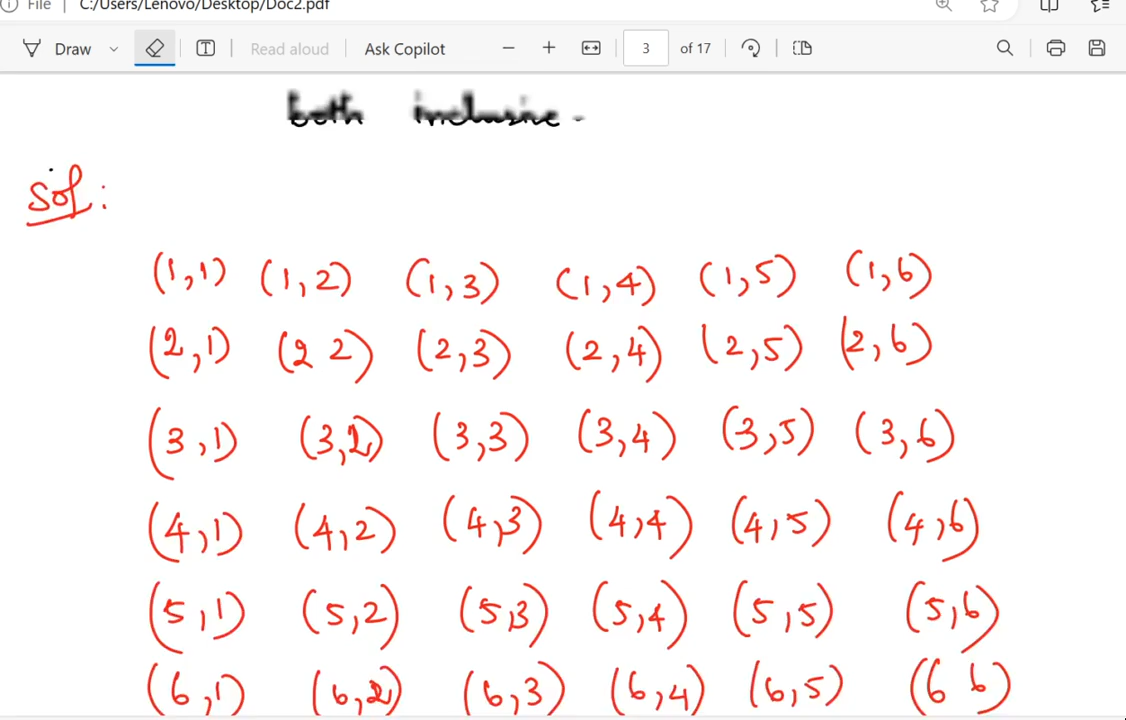 File | C:/Users/Lenovo/Desktop/Doc2.pdf
Draw | Read aloud | Ask Copilot − + 3 of 17
both inclusive.
Sol:
(1,1) (1,2) (1,3) (1,4) (1,5) (1,6)
(2,1) (2 2) (2,3) (2,4) (2,5) (2,6)
(3,1) (3,2) (3,3) (3,4) (3,5) (3,6)
(4,1) (4,2) (4,3) (4,4) (4,5) (4,6)
(5,1) (5,2) (5,3) (5,4) (5,5) (5,6)
(6,1) (6,2) (6,3) (6,4) (6,5) (6 6)